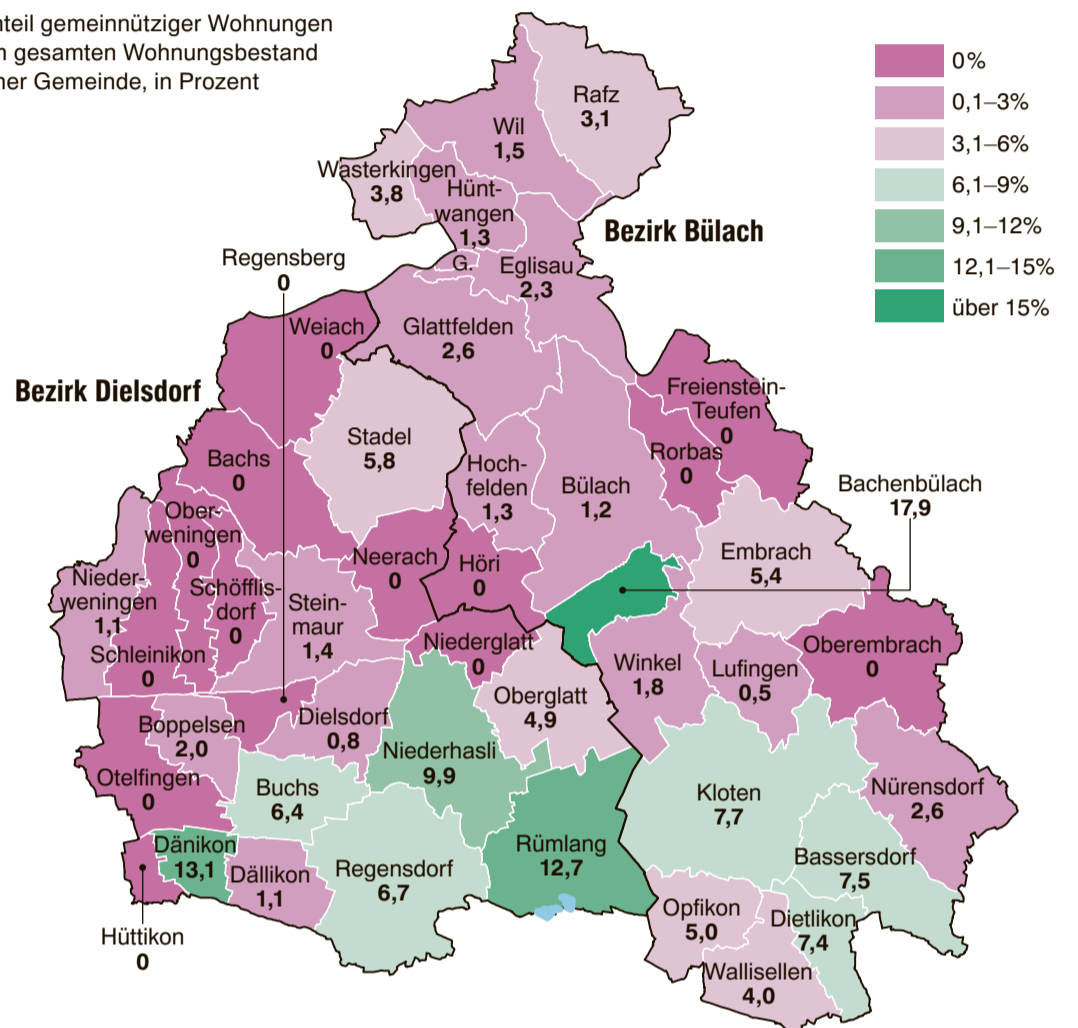 nteil gemeinnütziger Wohnungen
gesamten Wohnungsbestand
ner Gemeinde, in Prozent
0%
0,1–3%
3,1–6%
6,1–9%
9,1–12%
12,1–15%
über 15%
Rafz
3,1
Wil
1,5
Wasterkingen
3,8
Hünt-
wangen
1,3
Bezirk Bülach
G.
Eglisau
2,3
Regensberg
0
Weiach
0
Glattfelden
2,6
Bezirk Dielsdorf
Freienstein-
Teufen
0
Stadel
5,8
Rorbas
0
Bachs
0
Hoch-
felden
1,3
Bülach
1,2
Bachenbülach
17,9
Ober-
weningen
0
Embrach
5,4
Neerach
0
Höri
0
Nieder-
weningen
1,1
Schöfflis-
dorf
0
Stein-
maur
1,4
Schleinikon
0
Niederglatt
0
Oberembrach
0
Winkel
1,8
Lufingen
0,5
Oberglatt
4,9
Boppelsen
2,0
Dielsdorf
0,8
Niederhasli
9,9
Otelfingen
0
Buchs
6,4
Kloten
7,7
Nürensdorf
2,6
Dänikon
13,1
Dällikon
1,1
Regensdorf
6,7
Rümlang
12,7
Bassersdorf
7,5
Hüttikon
0
Opfikon
5,0
Dietlikon
7,4
Wallisellen
4,0